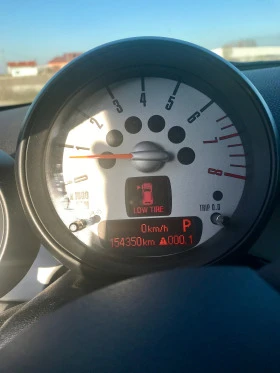 1 2 3 4 5 6 7 8
LOW TIRE
0km/h P
154350km ⚠000.1
TRIP 0.0